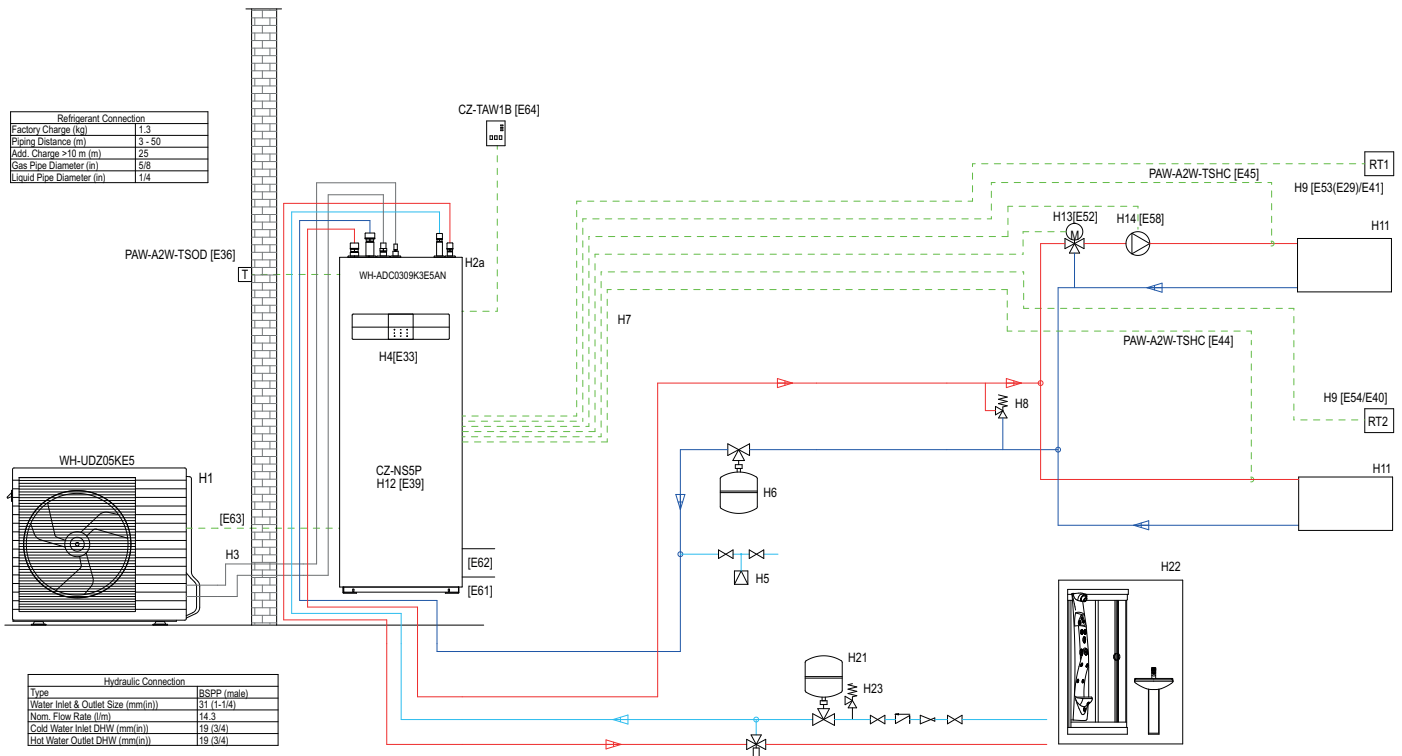 CZ-TAW1B [E64]
Refrigerant Connection
Factory Charge (kg) 1.3
Piping Distance (m) 3 - 50
Add. Charge >10 m (m) 25
Gas Pipe Diameter (in) 5/8
Liquid Pipe Diameter (in) 1/4
RT1
PAW-A2W-TSHC [E45]
H9 [E53(E29)/E41]
H13[E52]
H14 [E58]
H11
M
PAW-A2W-TSOD [E36]
T
H2a
WH-ADC0309K3E5AN
H7
PAW-A2W-TSHC [E44]
H4[E33]
H8
H9 [E54/E40]
RT2
WH-UDZ05KE5
H1
CZ-NS5P
H12 [E39]
H6
H11
[E63]
H3
[E62]
H5
[E61]
H22
H21
H23
Hydraulic Connection
Type BSPP (male)
Water Inlet & Outlet Size (mm(in)) 31 (1-1/4)
Nom. Flow Rate (l/m) 14.3
Cold Water Inlet DHW (mm(in)) 19 (3/4)
Hot Water Outlet DHW (mm(in)) 19 (3/4)